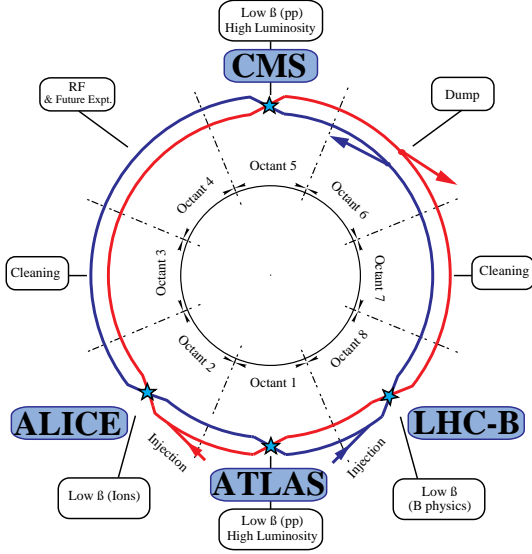 Low ß (pp)
High Luminosity
CMS
RF
& Future Expt.
Dump
Octant 5
Octant 4
Octant 6
Cleaning
Octant 3
Octant 7
Cleaning
Octant 2
Octant 8
Octant 1
ALICE
LHC-B
Injection
ATLAS
Injection
Low ß (Ions)
Low ß
(B physics)
Low ß (pp)
High Luminosity